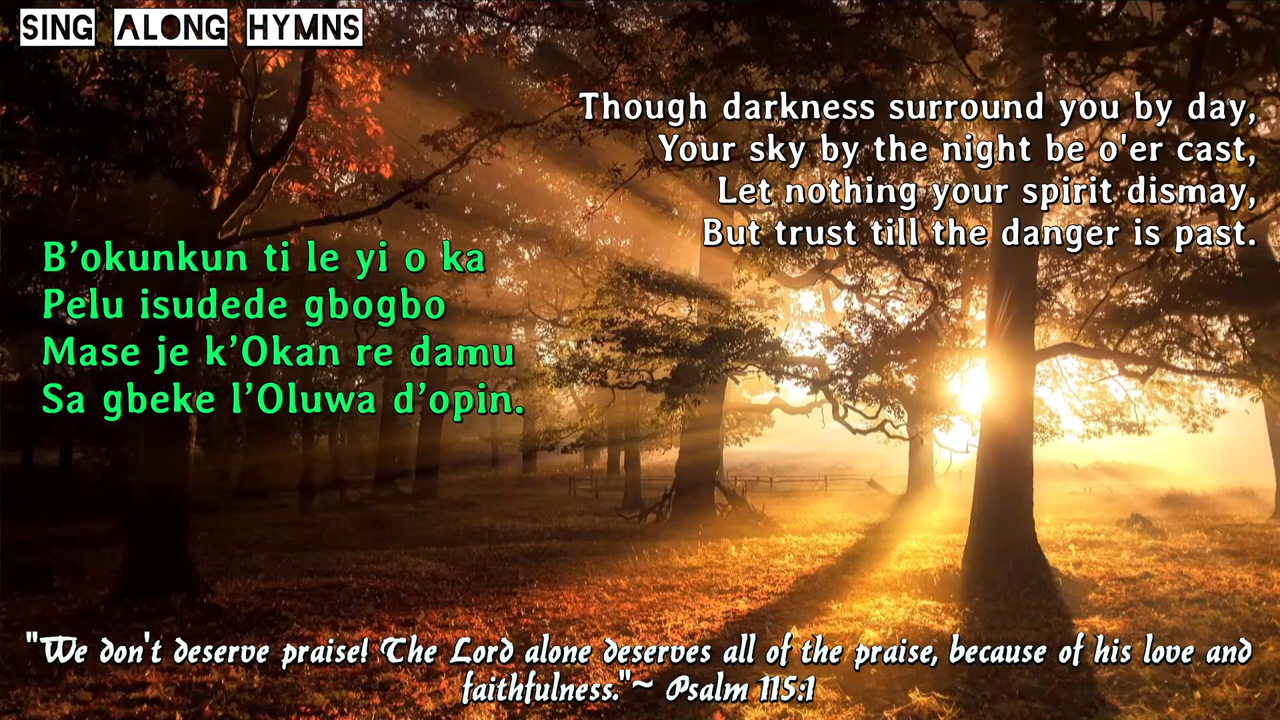 SING ALONG HYMNS
Though darkness surround you by day,
Your sky by the night be o'er cast,
Let nothing your spirit dismay,
But trust till the danger is past.
B’okunkun ti le yi o ka
Pelu isudede gbogbo
Mase je k’Okan re damu
Sa gbeke l’Oluwa d’opin.
"We don't deserve praise! The Lord alone deserves all of the praise, because of his love and
faithfulness."~ Psalm 115:1